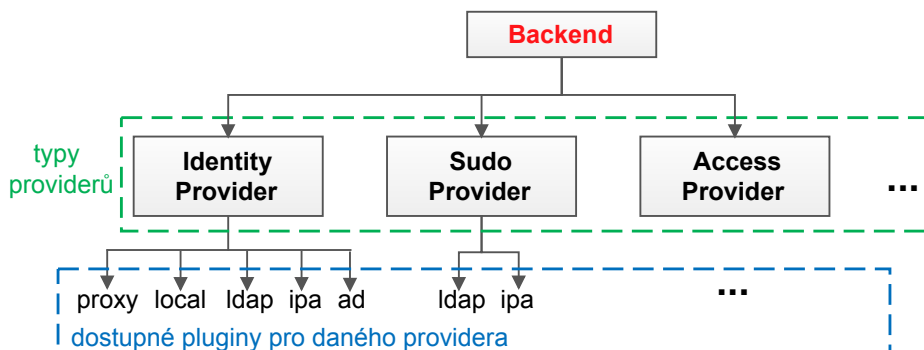 Backend
typy
providerů
Identity
Provider
Sudo
Provider
Access
Provider
...
proxy local ldap ipa ad ldap ipa ...
dostupné pluginy pro daného providera